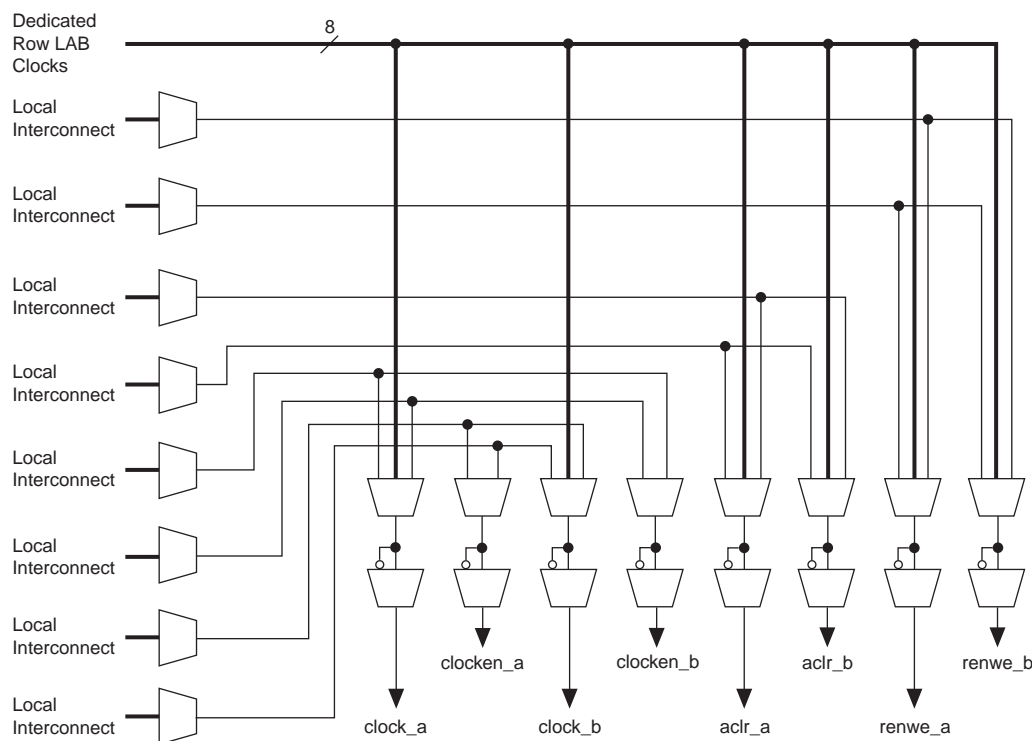 Dedicated
Row LAB
Clocks
8
Local
Interconnect
Local
Interconnect
Local
Interconnect
Local
Interconnect
Local
Interconnect
Local
Interconnect
Local
Interconnect
Local
Interconnect
clocken_a
clocken_b
aclr_b
renwe_b
clock_a
clock_b
aclr_a
renwe_a